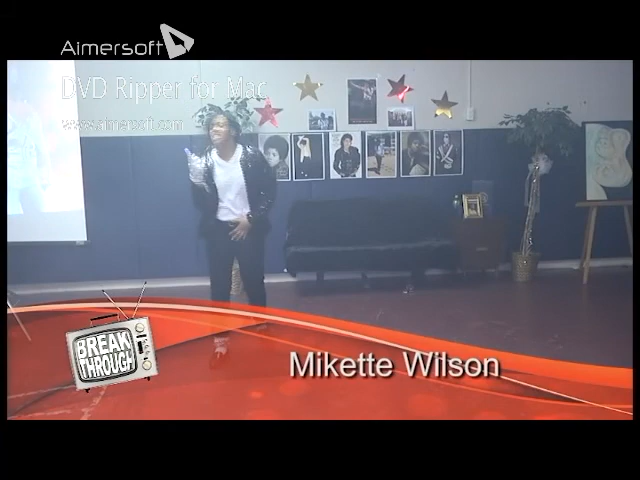 Aimersoft
DVD Ripper for Mac
www.aimersoft.com
BREAK
THROUGH
Mikette Wilson